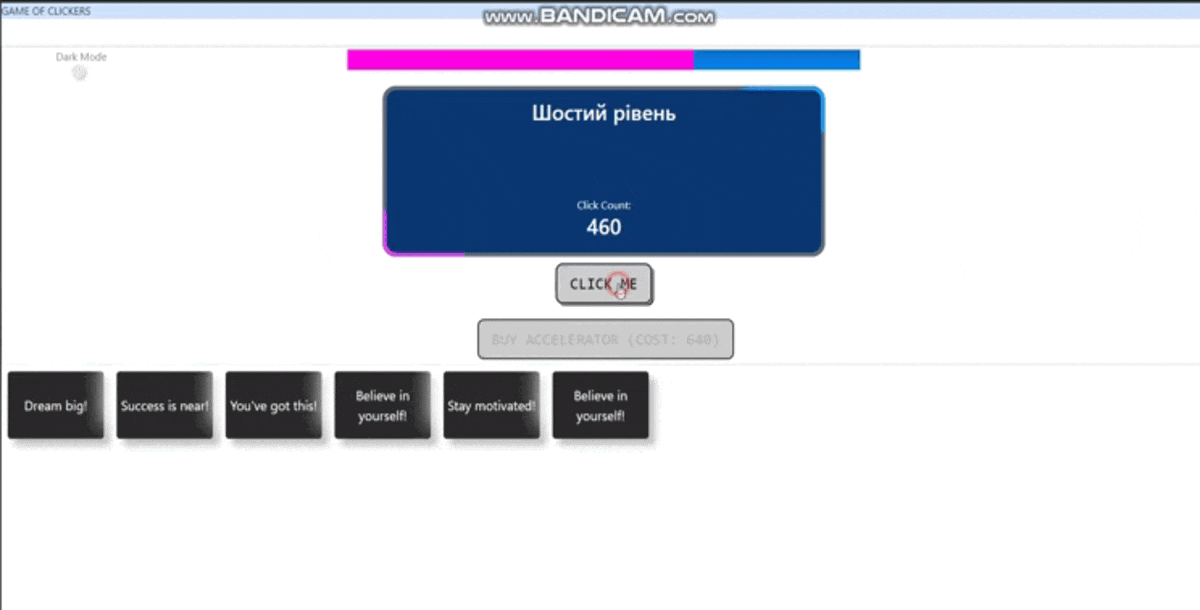 GAME OF CLICKERS
www.BANDICAM.com
Dark Mode
Шостий рівень
Click Count:
460
CLICK ME
BUY ACCELERATOR (COST: 640)
Dream big!
Success is near!
You've got this!
Believe in
yourself!
Stay motivated!
Believe in
yourself!